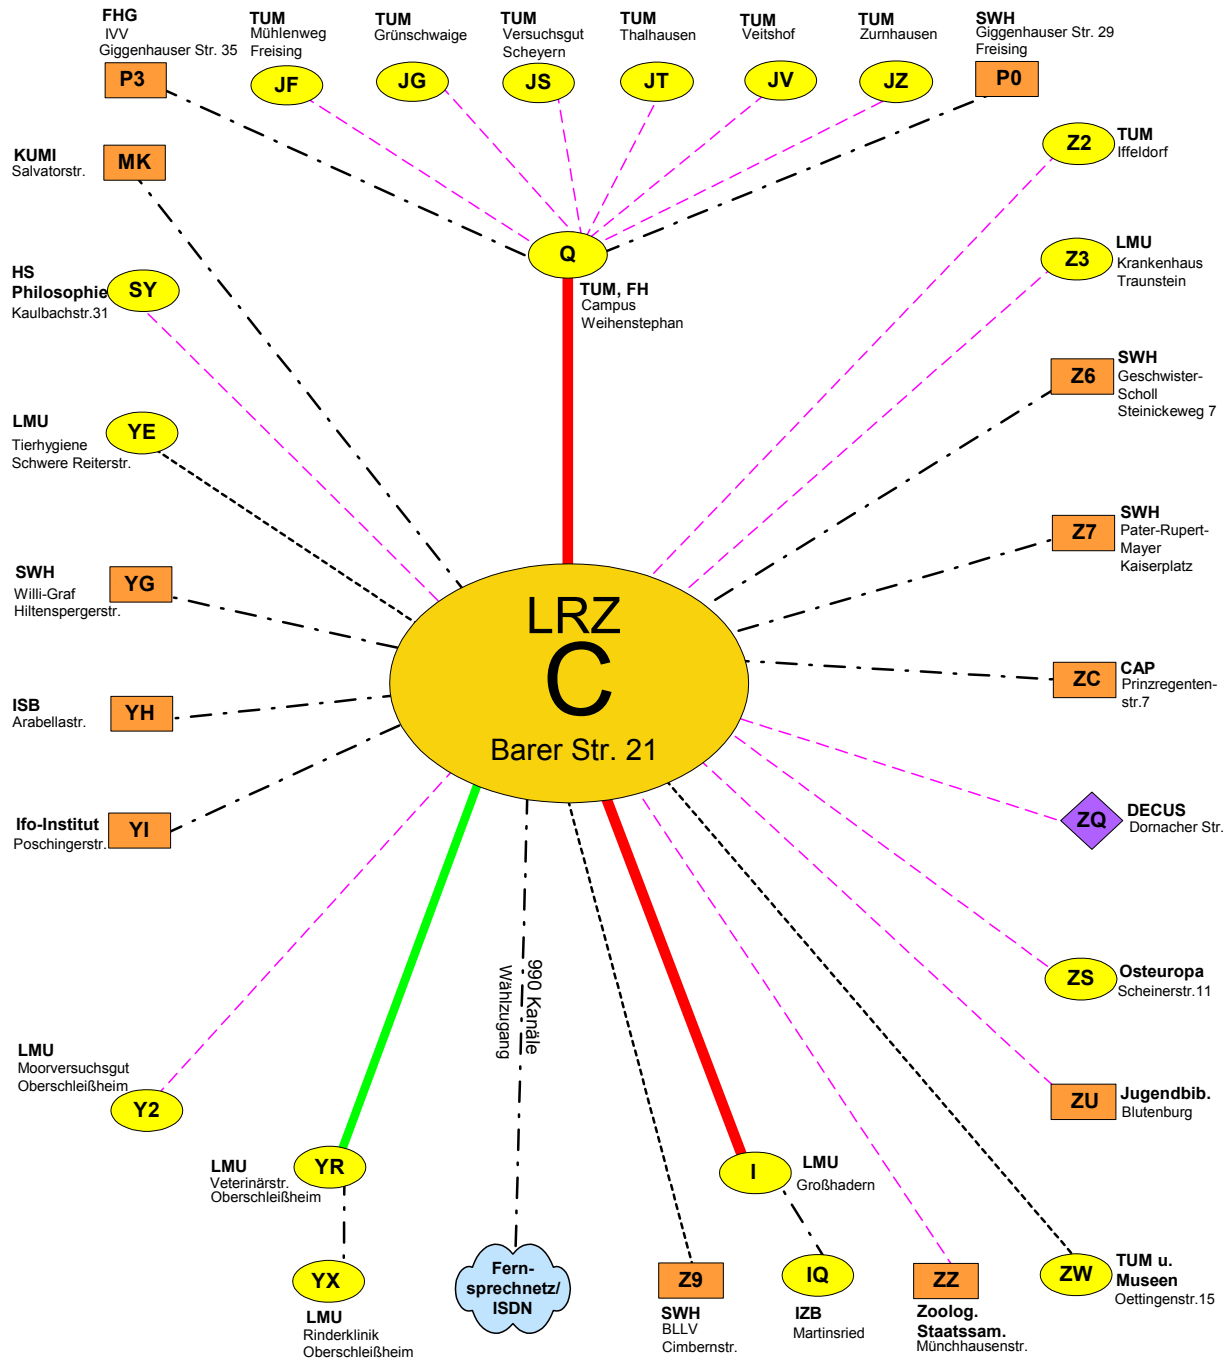 FHG
IVV
Giggenhauser Str. 35
P3
TUM
Mühlenweg
Freising
JF
TUM
Grünschwaige
JG
TUM
Versuchsgut
Scheyern
JS
TUM
Thalhausen
JT
TUM
Veitshof
JV
TUM
Zurnhausen
JZ
SWH
Giggenhauser Str. 29
Freising
P0
KUMI
Salvatorstr.
MK
Z2
TUM
Iffeldorf
Q
TUM, FH
Campus
Weihenstephan
HS
Philosophie
Kaulbachstr.31
SY
Z3
LMU
Krankenhaus
Traunstein
Z6
SWH
Geschwister-
Scholl
Steinickeweg 7
LMU
Tierhygiene
Schwere Reiterstr.
YE
Z7
SWH
Pater-Rupert-
Mayer
Kaiserplatz
SWH
Willi-Graf
Hiltenspergerstr.
YG
LRZ
C
Barer Str. 21
ISB
Arabellastr.
YH
ZC
CAP
Prinzregenten-
str.7
Ifo-Institut
Poschingerstr.
YI
ZQ
DECUS
Dornacher Str.
990 Kanäle
Wählzugang
ZS
Osteuropa
Scheinerstr.11
LMU
Moorversuchsgut
Oberschleißheim
Y2
ZU
Jugendbib.
Blutenburg
LMU
Veterinärstr.
Oberschleißheim
YR
I
LMU
Großhadern
YX
LMU
Rinderklinik
Oberschleißheim
Fern-
sprechnetz/
ISDN
Z9
SWH
BLLV
Cimbernstr.
IQ
IZB
Martinsried
ZZ
Zoolog.
Staatssam.
Münchhausenstr.
ZW
TUM u.
Museen
Oettingenstr.15